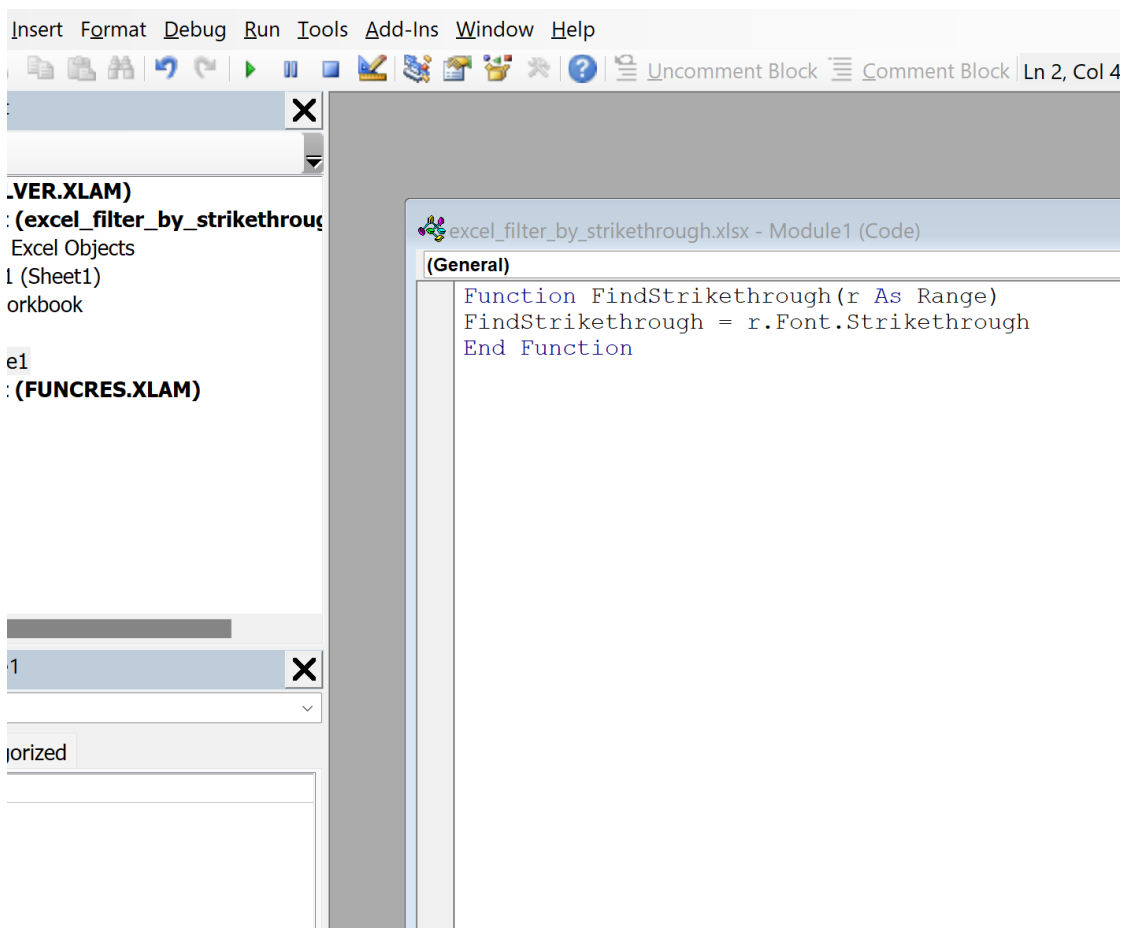 Insert Format Debug Run Tools Add-Ins Window Help
Uncomment Block Comment Block Ln 2, Col 4
LVER.XLAM)
(excel_filter_by_strikethroug
Excel Objects
1 (Sheet1)
orkbook
e1
(FUNCRES.XLAM)
excel_filter_by_strikethrough.xlsx - Module1 (Code)
(General)
Function FindStrikethrough(r As Range)
FindStrikethrough = r.Font.Strikethrough
End Function
1
gorized